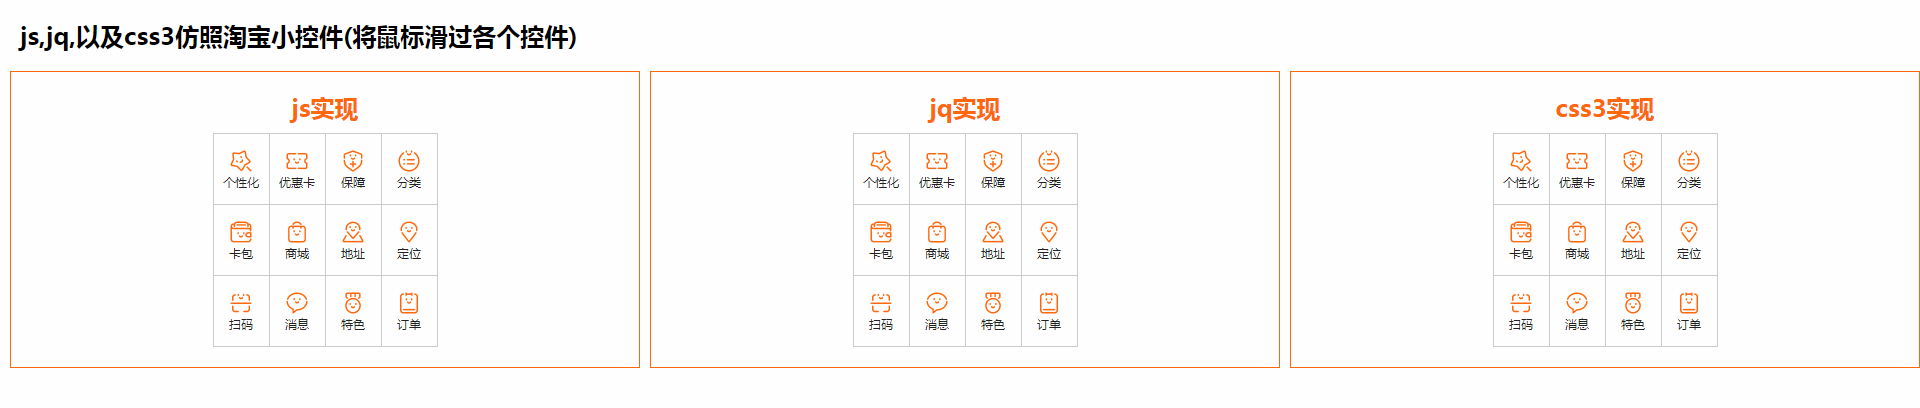 js,jq,以及css3仿照淘宝小控件(将鼠标滑过各个控件)
js实现
个性化 优惠卡 保障 分类
卡包 商城 地址 定位
扫码 消息 特色 订单
jq实现
个性化 优惠卡 保障 分类
卡包 商城 地址 定位
扫码 消息 特色 订单
css3实现
个性化 优惠卡 保障 分类
卡包 商城 地址 定位
扫码 消息 特色 订单